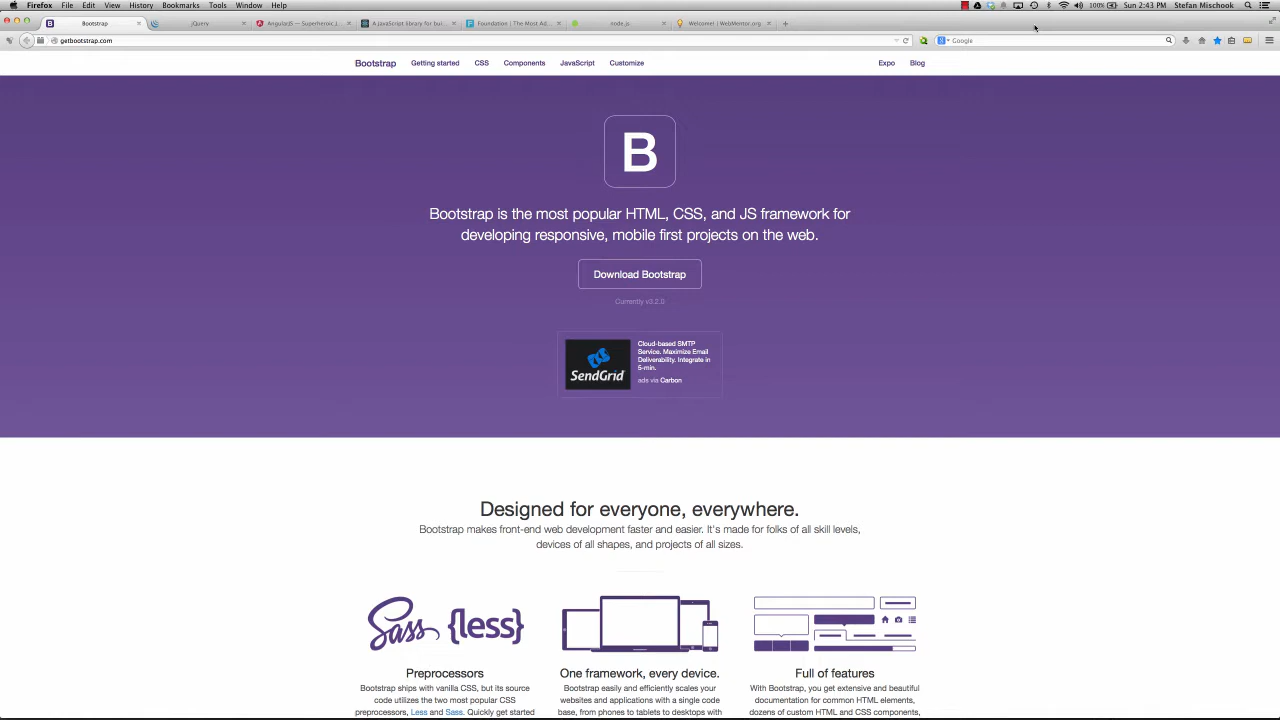 Firefox File Edit View History Bookmarks Tools Window Help 100% Sun 2:43 PM Stefan Mischook
Bootstrap jQuery AngularJS — Superheroic J... A JavaScript library for bui... Foundation | The Most Ad... node.js Welcome! | WebMentor.org
getbootstrap.com Google
Bootstrap Getting started CSS Components JavaScript Customize Expo Blog
B
Bootstrap is the most popular HTML, CSS, and JS framework for
developing responsive, mobile first projects on the web.
Download Bootstrap
Currently v3.2.0
SendGrid
Cloud-based SMTP
Service. Maximize Email
Deliverability. Integrate in
5-min.
ads via Carbon
Designed for everyone, everywhere.
Bootstrap makes front-end web development faster and easier. It's made for folks of all skill levels,
devices of all shapes, and projects of all sizes.
Sass {less}
Preprocessors
Bootstrap ships with vanilla CSS, but its source
code utilizes the two most popular CSS
preprocessors, Less and Sass. Quickly get started
One framework, every device.
Bootstrap easily and efficiently scales your
websites and applications with a single code
base, from phones to tablets to desktops with
Full of features
With Bootstrap, you get extensive and beautiful
documentation for common HTML elements,
dozens of custom HTML and CSS components,